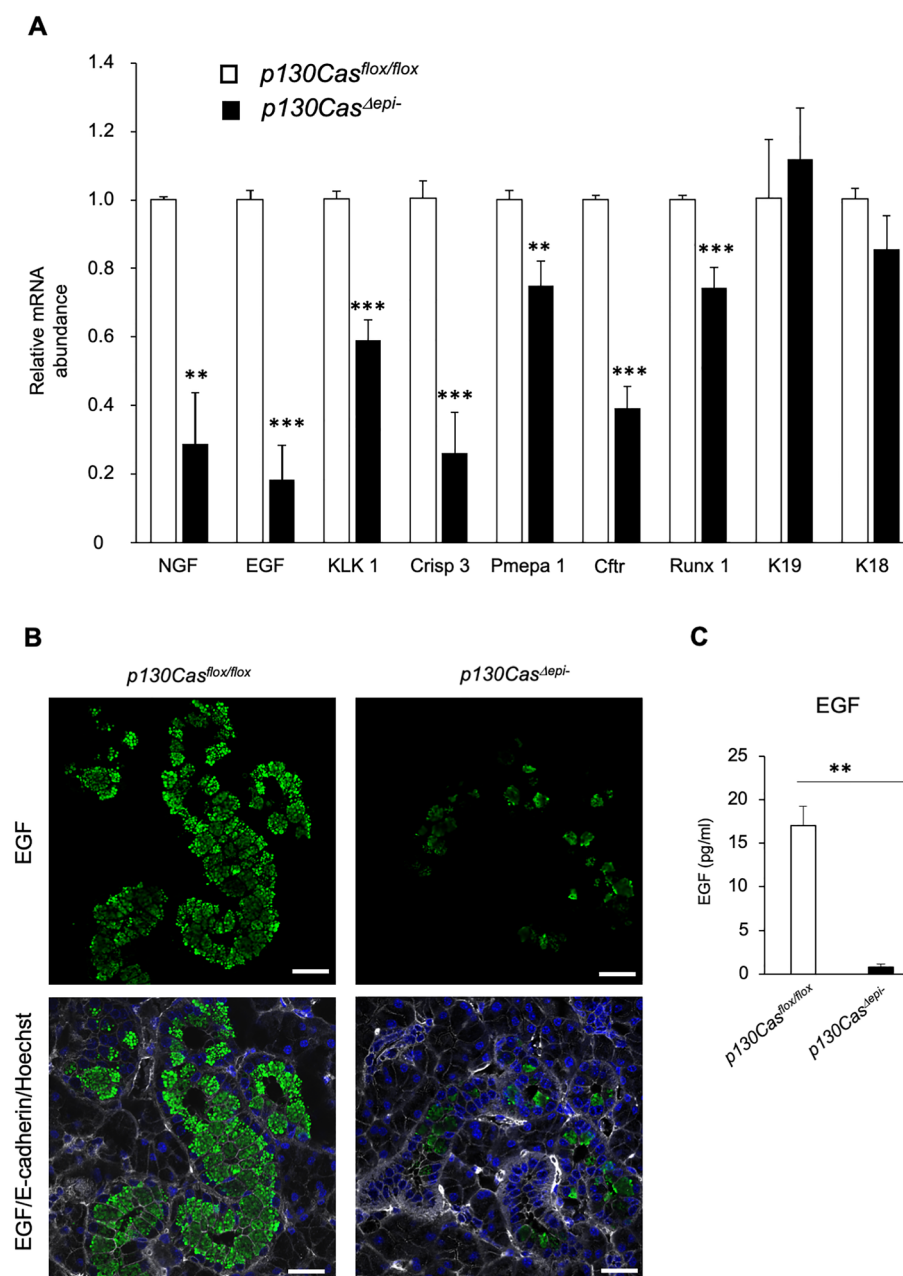 A
1.4
1.2
1.0
0.8
0.6
0.4
0.2
0
Relative mRNA
abundance
p130Cas^flox/flox
p130Cas^Δepi-
**
***
***
***
**
***
***
NGF EGF KLK 1 Crisp 3 Pmepa 1 Cftr Runx 1 K19 K18
B
p130Cas^flox/flox p130Cas^Δepi-
EGF
EGF/E-cadherin/Hoechst
C
EGF
25
20
15
10
5
0
EGF (pg/ml)
**
p130Cas^flox/flox
p130Cas^Δepi-